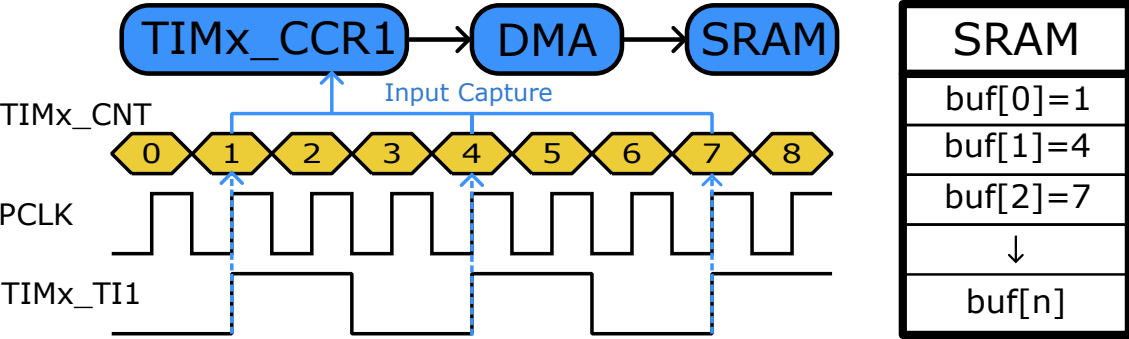 TIMx_CCR1 DMA SRAM
Input Capture
TIMx_CNT
0 1 2 3 4 5 6 7 8
PCLK
TIMx_TI1
SRAM
buf[0]=1
buf[1]=4
buf[2]=7
↓
buf[n]